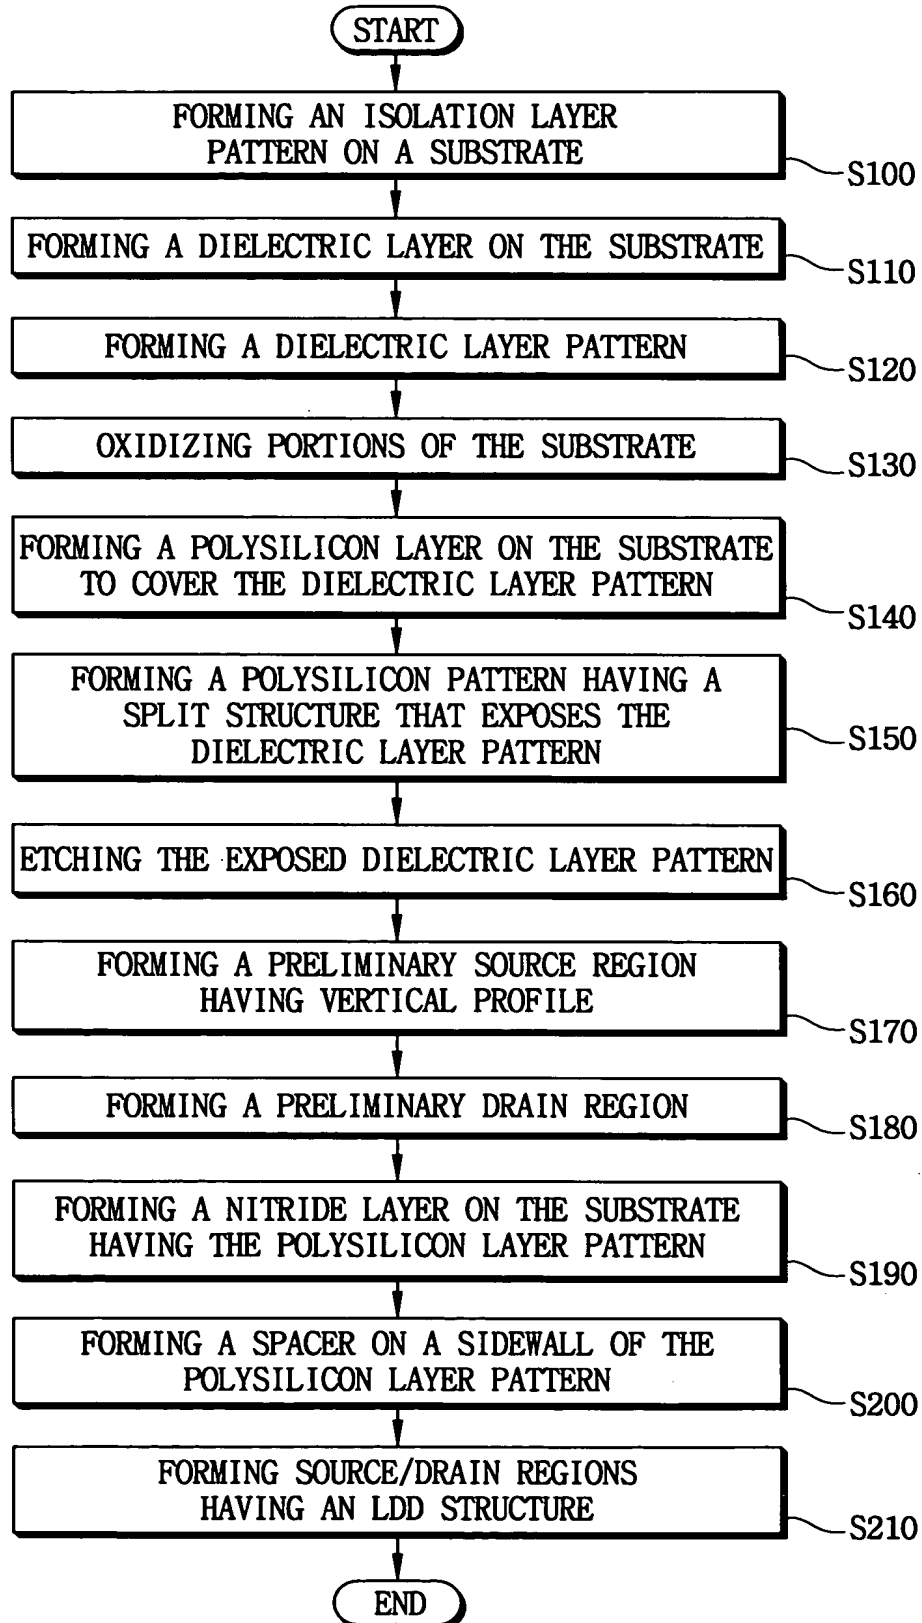 START
FORMING AN ISOLATION LAYER
PATTERN ON A SUBSTRATE
S100
FORMING A DIELECTRIC LAYER ON THE SUBSTRATE
S110
FORMING A DIELECTRIC LAYER PATTERN
S120
OXIDIZING PORTIONS OF THE SUBSTRATE
S130
FORMING A POLYSILICON LAYER ON THE SUBSTRATE
TO COVER THE DIELECTRIC LAYER PATTERN
S140
FORMING A POLYSILICON PATTERN HAVING A
SPLIT STRUCTURE THAT EXPOSES THE
DIELECTRIC LAYER PATTERN
S150
ETCHING THE EXPOSED DIELECTRIC LAYER PATTERN
S160
FORMING A PRELIMINARY SOURCE REGION
HAVING VERTICAL PROFILE
S170
FORMING A PRELIMINARY DRAIN REGION
S180
FORMING A NITRIDE LAYER ON THE SUBSTRATE
HAVING THE POLYSILICON LAYER PATTERN
S190
FORMING A SPACER ON A SIDEWALL OF THE
POLYSILICON LAYER PATTERN
S200
FORMING SOURCE/DRAIN REGIONS
HAVING AN LDD STRUCTURE
S210
END